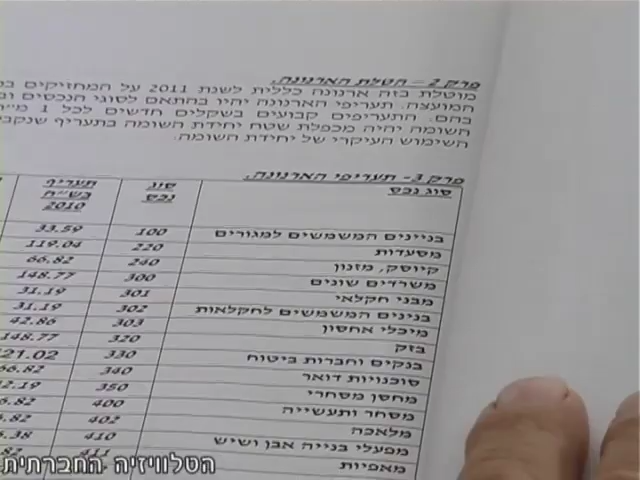 פרק 2 - הטלת הארנונה.
מוטלת בזה ארנונה כללית לשנת 2011 על המחזיקים
המועצה. תעריפי הארנונה יהיו בהתאם לסוגי הנכסים
בהם. התעריפים קבועים בשקלים חדשים לכל 1 מ"ר
השומה יהיה מכפלת שטח יחידת השומה בתעריף
השימוש העיקרי של יחידת השומה.
פרק 3- תעריפי הארנונה.
סוג נכס סוג נכס תעריף בש"ח 2010
בניינים המשמשים למגורים 100 33.59
מסעדות 220 119.04
קיוסק, מזנון 240 66.82
משרדים שונים 300 148.77
מבני חקלאי 301 31.19
בנינים המשמשים לחקלאות 302 31.19
מיכלי אחסון 303 42.86
בזק 320 148.77
בנקים וחברות ביטוח 330
סוכנויות דואר 340
מחסן מסחרי 350
מסחר ותעשייה 400
מלאכה 402
מפעלי בנייה אבן ושיש 410
מאפיות 411
הטלוויזיה החברתית